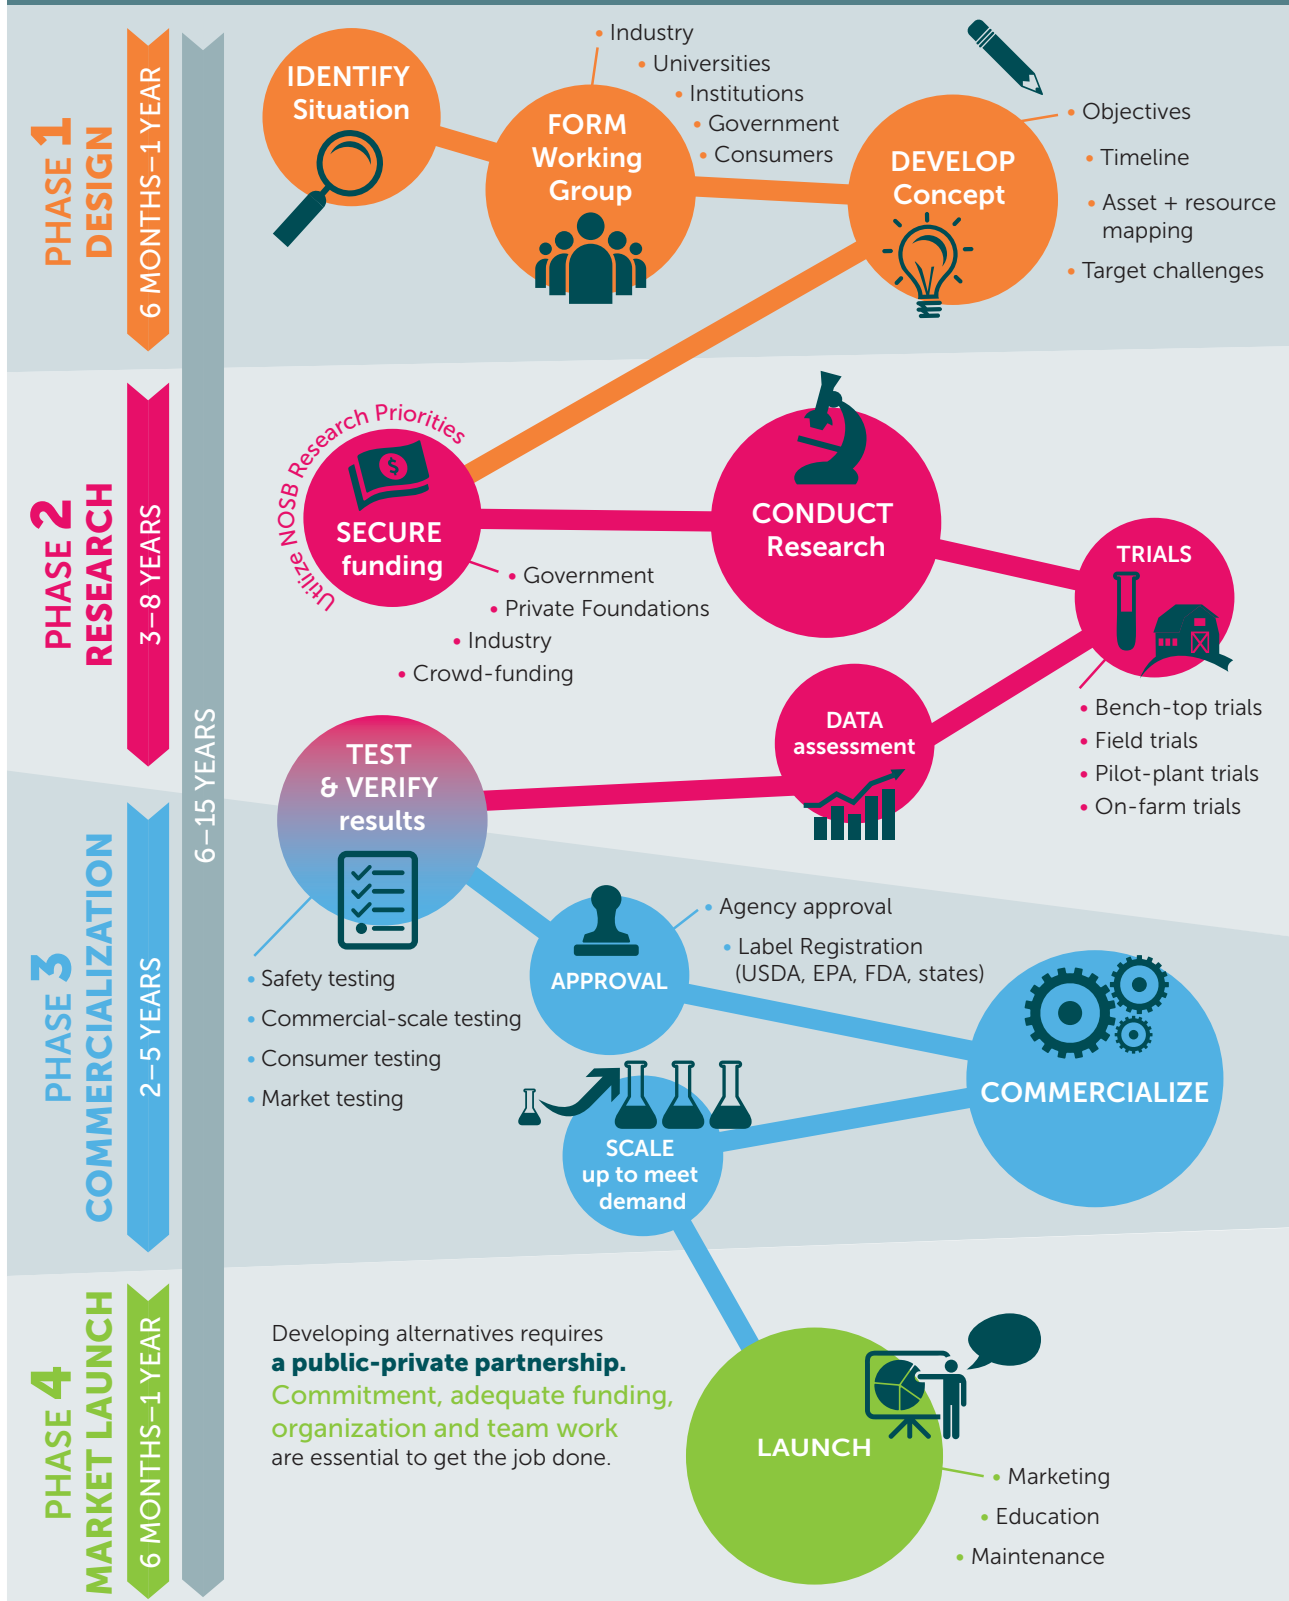 PHASE 1
DESIGN
6 MONTHS–1 YEAR
IDENTIFY
Situation
FORM
Working
Group
• Industry
• Universities
• Institutions
• Government
• Consumers
DEVELOP
Concept
• Objectives
• Timeline
• Asset + resource
mapping
• Target challenges
6–15 YEARS
PHASE 2
RESEARCH
3–8 YEARS
Utilize NOSB Research Priorities
$
SECURE
funding
• Government
• Private Foundations
• Industry
• Crowd-funding
CONDUCT
Research
TRIALS
• Bench-top trials
• Field trials
• Pilot-plant trials
• On-farm trials
DATA
assessment
TEST
& VERIFY
results
• Safety testing
• Commercial-scale testing
• Consumer testing
• Market testing
PHASE 3
COMMERCIALIZATION
2–5 YEARS
APPROVAL
• Agency approval
• Label Registration
(USDA, EPA, FDA, states)
COMMERCIALIZE
SCALE
up to meet
demand
PHASE 4
MARKET LAUNCH
6 MONTHS–1 YEAR
Developing alternatives requires
a public-private partnership.
Commitment, adequate funding,
organization and team work
are essential to get the job done.
LAUNCH
• Marketing
• Education
• Maintenance